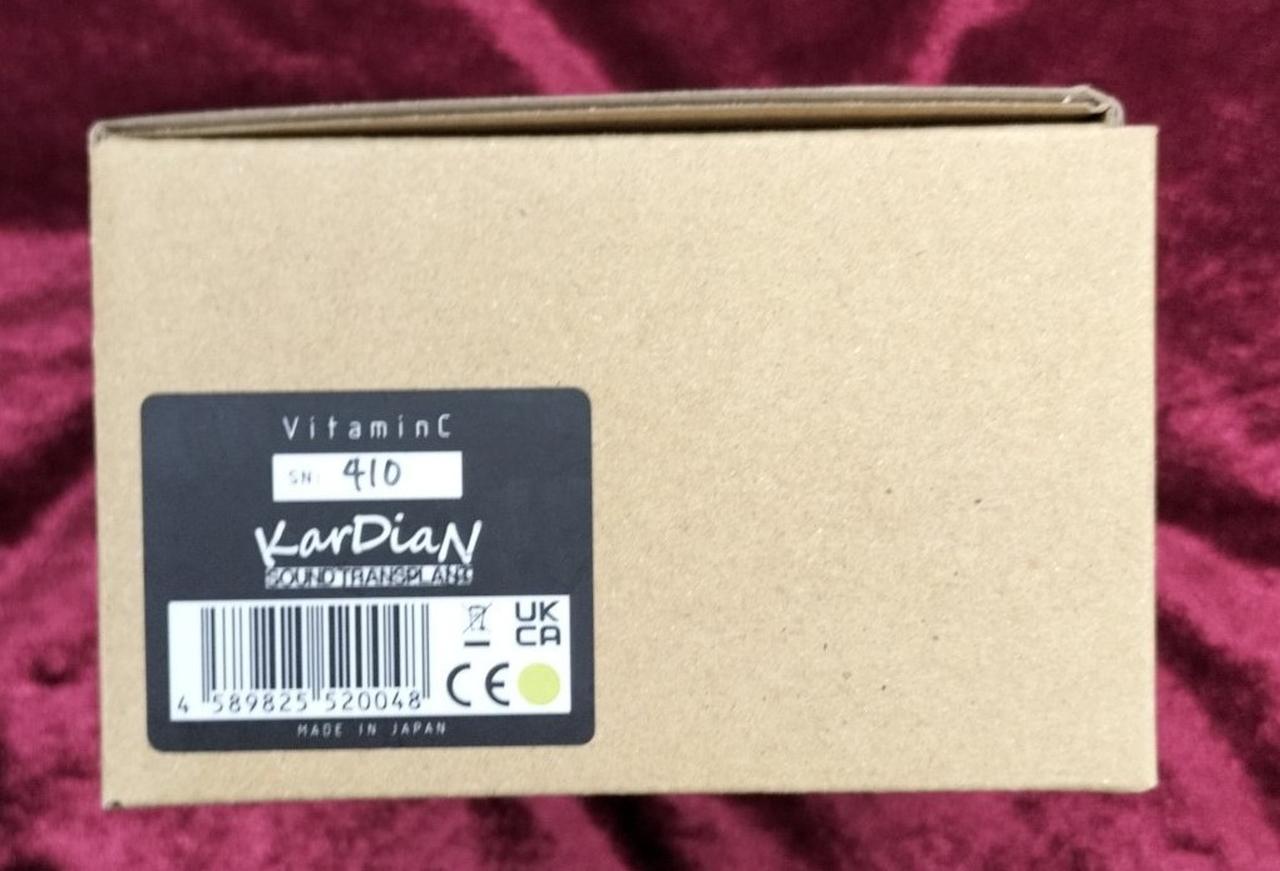 VitaminC
SN: 410
KarDiaN
SOUND TRANSPLANT
UK
CA
CE
4 589825 520048
MADE IN JAPAN